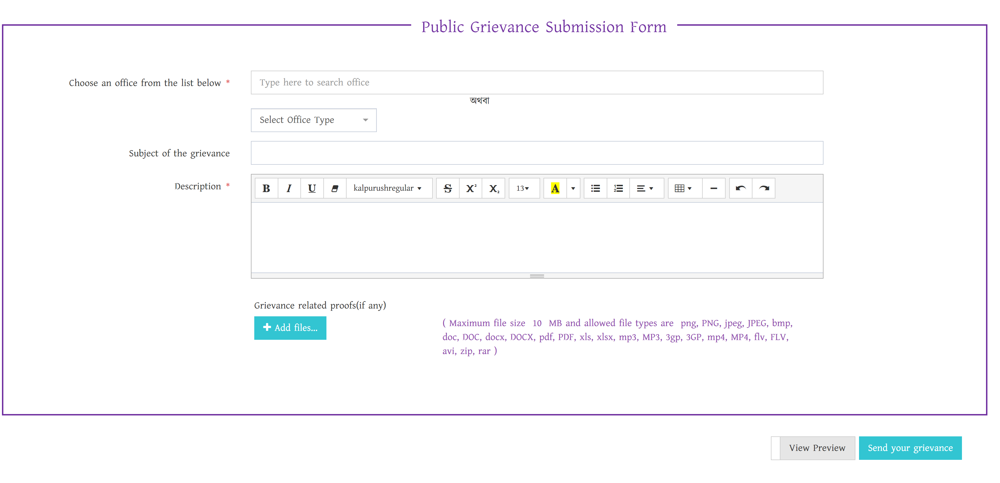 Public Grievance Submission Form
Choose an office from the list below *
Type here to search office
অথবা
Select Office Type
Subject of the grievance
Description *
B I U kalpurushregular S X² X₂ 13 A
Grievance related proofs(if any)
Add files...
( Maximum file size 10 MB and allowed file types are png, PNG, jpeg, JPEG, bmp,
doc, DOC, docx, DOCX, pdf, PDF, xls, xlsx, mp3, MP3, 3gp, 3GP, mp4, MP4, flv, FLV,
avi, zip, rar )
View Preview
Send your grievance